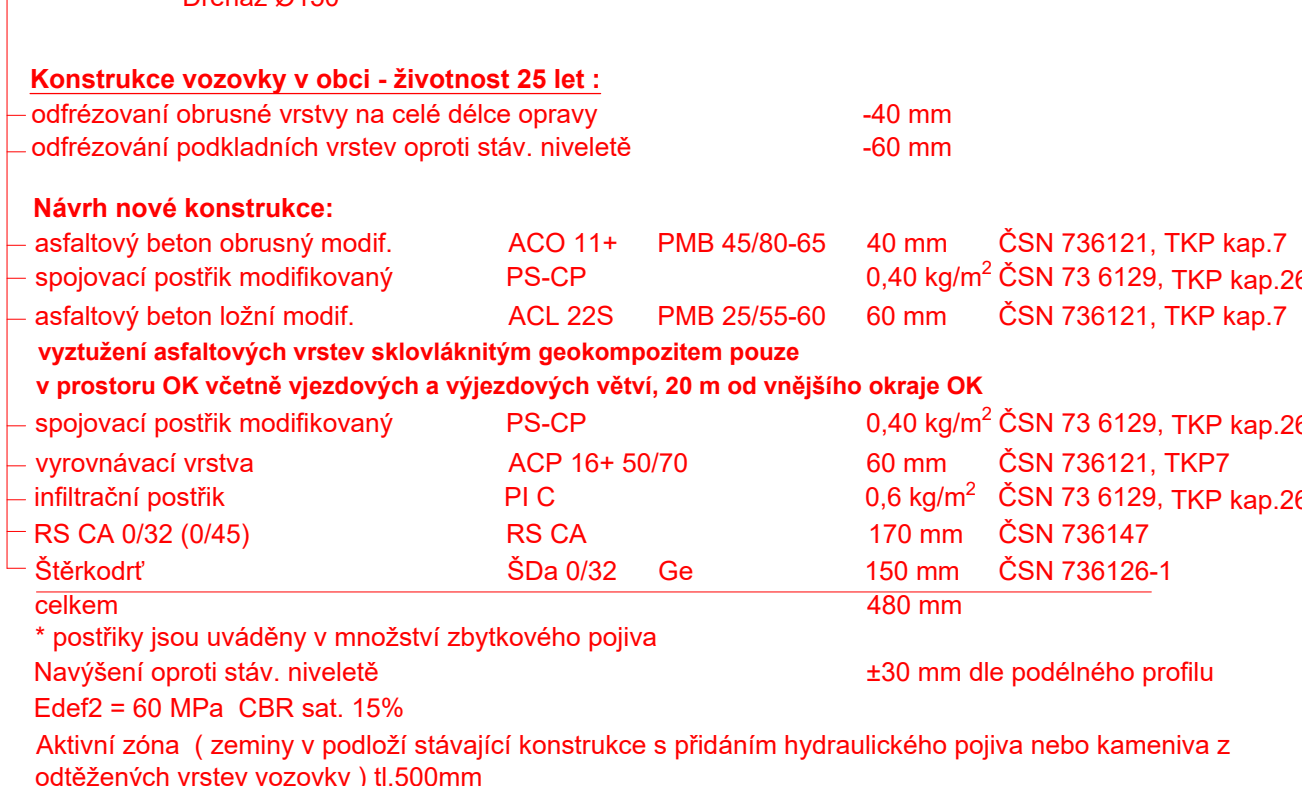 Drenáž Ø150
Konstrukce vozovky v obci - životnost 25 let :
odfrézovaní obrusné vrstvy na celé délce opravy -40 mm
odfrézování podkladních vrstev oproti stáv. niveletě -60 mm
Návrh nové konstrukce:
asfaltový beton obrusný modif. ACO 11+ PMB 45/80-65 40 mm ČSN 736121, TKP kap.7
spojovací postřik modifikovaný PS-CP 0,40 kg/m² ČSN 73 6129, TKP kap.26
asfaltový beton ložní modif. ACL 22S PMB 25/55-60 60 mm ČSN 736121, TKP kap.7
vyztužení asfaltových vrstev sklovláknitým geokompozitem pouze
v prostoru OK včetně vjezdových a výjezdových větví, 20 m od vnějšího okraje OK
spojovací postřik modifikovaný PS-CP 0,40 kg/m² ČSN 73 6129, TKP kap.26
vyrovnávací vrstva ACP 16+ 50/70 60 mm ČSN 736121, TKP7
infiltrační postřik PI C 0,6 kg/m² ČSN 73 6129, TKP kap.26
RS CA 0/32 (0/45) RS CA 170 mm ČSN 736147
Štěrkodrť ŠDa 0/32 Ge 150 mm ČSN 736126-1
celkem 480 mm
* postřiky jsou uváděny v množství zbytkového pojiva
Navýšení oproti stáv. niveletě ±30 mm dle podélného profilu
Edef2 = 60 MPa CBR sat. 15%
Aktivní zóna ( zeminy v podloží stávající konstrukce s přidáním hydraulického pojiva nebo kameniva z
odtěžených vrstev vozovky ) tl.500mm